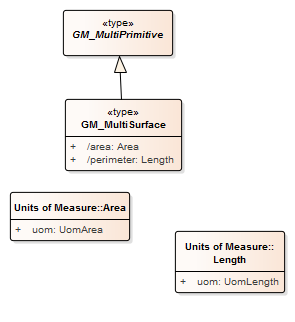 «type»
GM_MultiPrimitive
«type»
GM_MultiSurface
+ /area: Area
+ /perimeter: Length
Units of Measure::Area
+ uom: UomArea
Units of Measure::
Length
+ uom: UomLength